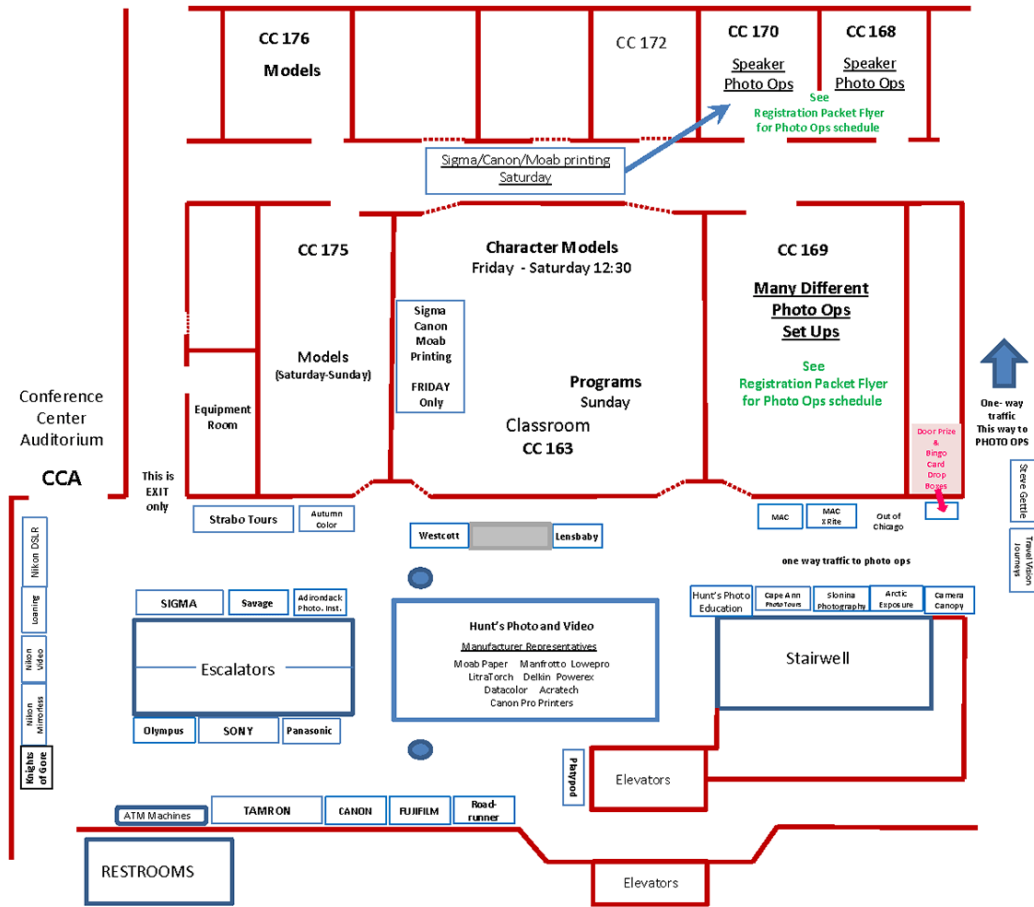 CC 176
Models
CC 172
CC 170
Speaker
Photo Ops
CC 168
Speaker
Photo Ops
See
Registration Packet Flyer
for Photo Ops schedule
Sigma/Canon/Moab printing
Saturday
CC 175
Models
(Saturday-Sunday)
Character Models
Friday - Saturday 12:30
Sigma
Canon
Moab
Printing
FRIDAY
Only
Programs
Sunday
Classroom
CC 163
CC 169
Many Different
Photo Ops
Set Ups
See
Registration Packet Flyer
for Photo Ops schedule
One- way
traffic
This way to
PHOTO OPS
Conference
Center
Auditorium
CCA
Equipment
Room
This is
EXIT
only
Door Prize
&
Bingo
Card
Drop
Boxes
Steve Gettle
Travel Vision
Journeys
Strabo Tours
Autumn
Color
Westcott
Lensbaby
MAC
MAC
XRite
Out of
Chicago
one way traffic to photo ops
Nikon DSLR
Loaning
Nikon
Video
Nikon
Mirrorless
Knights
of Gore
SIGMA
Savage
Adirondack
Photo. Inst.
Escalators
Olympus
SONY
Panasonic
Hunt's Photo and Video
Manufacturer Representatives
Moab Paper Manfrotto Lowepro
LitraTorch Delkin Powerex
Datacolor Acratech
Canon Pro Printers
Hunt's Photo
Education
Cape Ann
Photo Tours
Slonina
Photography
Arctic
Exposure
Camera
Canopy
Stairwell
Platypod
Elevators
ATM Machines
TAMRON
CANON
FUJIFILM
Road-
runner
RESTROOMS
Elevators